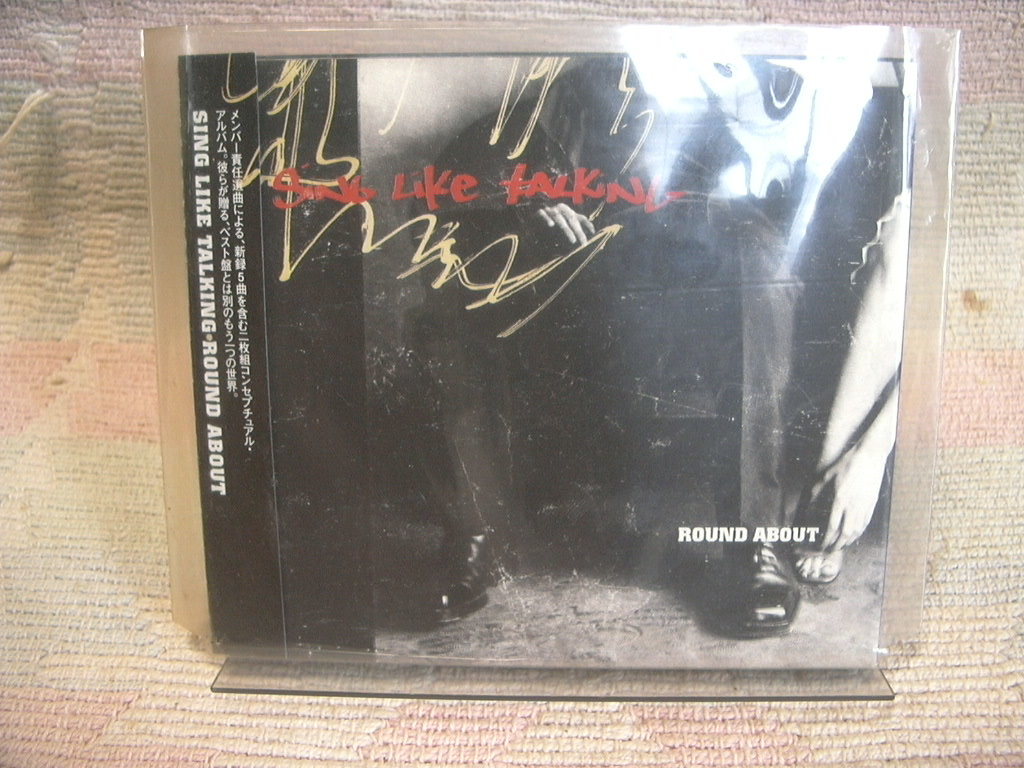 メンバー責任選曲による、新録5曲を含む二枚組コンセプチュアル・
アルバム。彼らが贈る、ベスト盤とは別のもう一つの世界。
SING LIKE TALKING・ROUND ABOUT
SING LIKE TALKING
ROUND ABOUT